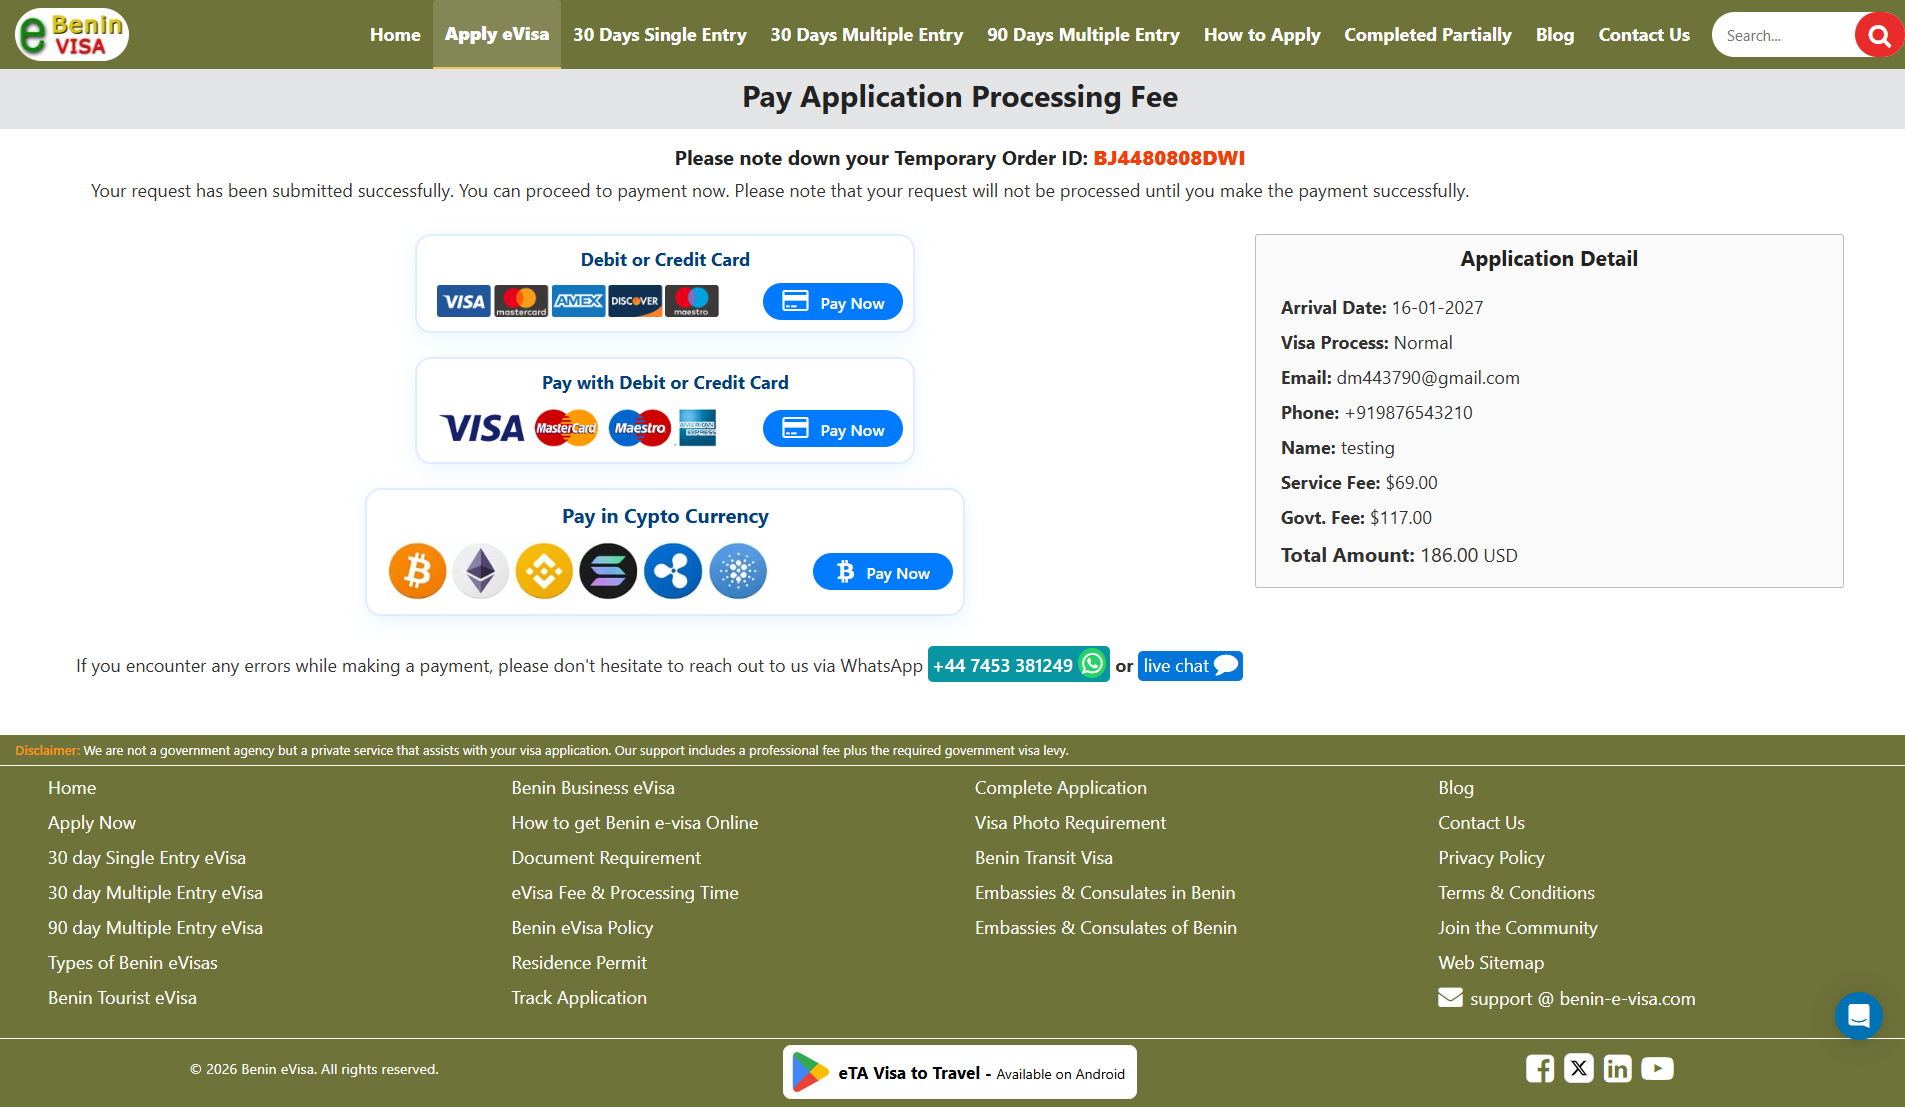 e Benin VISA
Home
Apply eVisa
30 Days Single Entry
30 Days Multiple Entry
90 Days Multiple Entry
How to Apply
Completed Partially
Blog
Contact Us
Search...
Pay Application Processing Fee
Please note down your Temporary Order ID: BJ4480808DWI
Your request has been submitted successfully. You can proceed to payment now. Please note that your request will not be processed until you make the payment successfully.
Debit or Credit Card
VISA mastercard AMEX DISCOVER maestro
Pay Now
Pay with Debit or Credit Card
VISA MasterCard Maestro AMERICAN EXPRESS
Pay Now
Pay in Cypto Currency
Pay Now
Application Detail
Arrival Date: 16-01-2027
Visa Process: Normal
Email: dm443790@gmail.com
Phone: +919876543210
Name: testing
Service Fee: $69.00
Govt. Fee: $117.00
Total Amount: 186.00 USD
If you encounter any errors while making a payment, please don't hesitate to reach out to us via WhatsApp +44 7453 381249 or live chat
Disclaimer: We are not a government agency but a private service that assists with your visa application. Our support includes a professional fee plus the required government visa levy.
Home
Apply Now
30 day Single Entry eVisa
30 day Multiple Entry eVisa
90 day Multiple Entry eVisa
Types of Benin eVisas
Benin Tourist eVisa
Benin Business eVisa
How to get Benin e-visa Online
Document Requirement
eVisa Fee & Processing Time
Benin eVisa Policy
Residence Permit
Track Application
Complete Application
Visa Photo Requirement
Benin Transit Visa
Embassies & Consulates in Benin
Embassies & Consulates of Benin
Blog
Contact Us
Privacy Policy
Terms & Conditions
Join the Community
Web Sitemap
support @ benin-e-visa.com
© 2026 Benin eVisa. All rights reserved.
eTA Visa to Travel - Available on Android